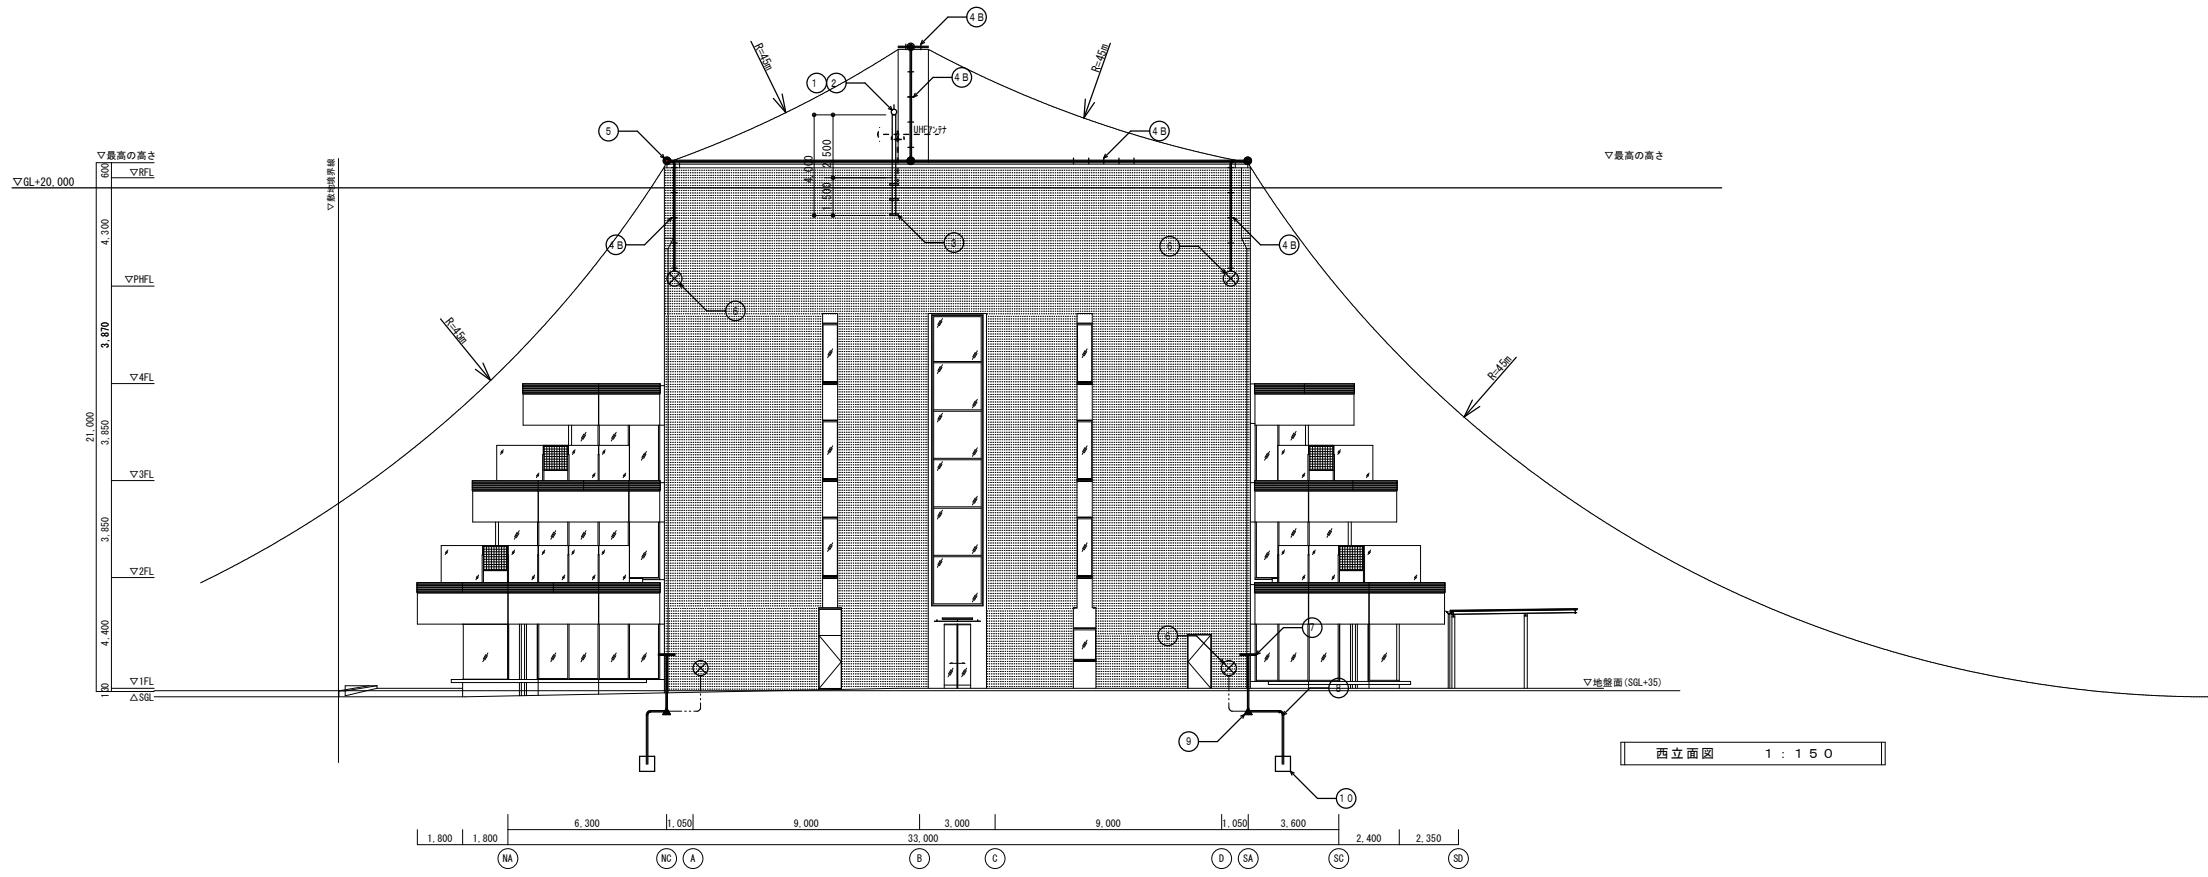 4B
R=45m
R=45m
1 2
4B
UHFアンテナ
5
4B
4,000
2,500
1,500
3
▽最高の高さ
▽最高の高さ
600
▽RFL
▽GL+20,000
▽敷地境界線
4,300
4B
6
4B
▽PHFL
6
3,870
R=45m
R=45m
▽4FL
21,000
3,850
▽3FL
3,850
▽2FL
4,400
6
7
130
▽1FL
△SGL
8
▽地盤面(SGL+35)
9
西立面図 1:150
10
6,300
1,050
9,000
3,000
9,000
1,050
3,600
1,800
1,800
33,000
2,400
2,350
NA
NC
A
B
C
D
SA
SC
SD